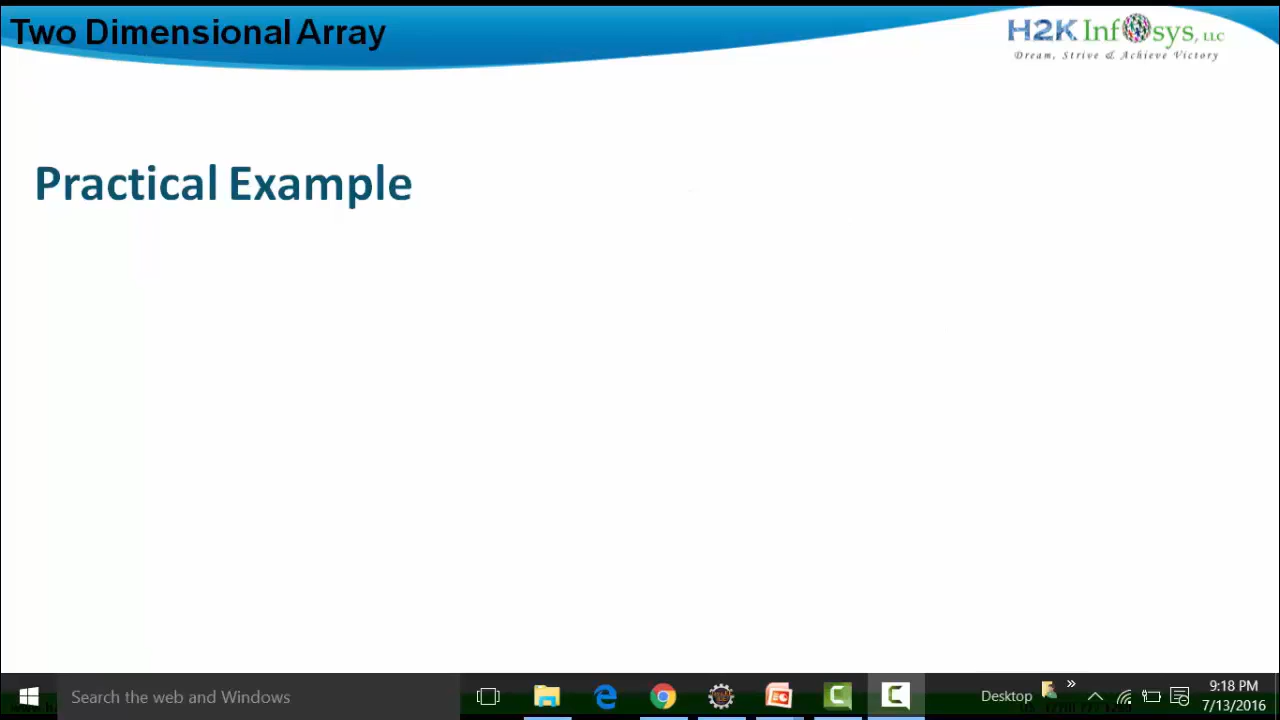 Two Dimensional Array
H2K Infosys, LLC
Dream, Strive & Achieve Victory
Practical Example
Search the web and Windows
Desktop
»
9:18 PM
7/13/2016